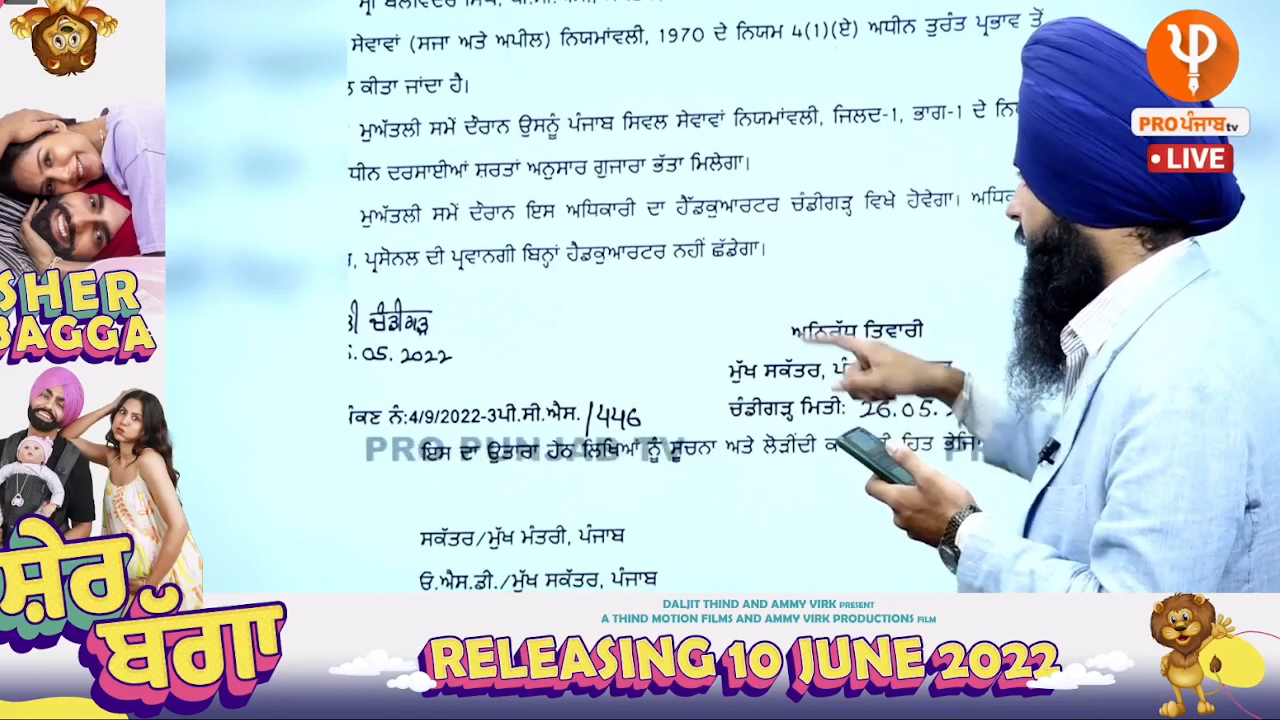 ਸੇਵਾਵਾਂ (ਸਜਾ ਅਤੇ ਅਪੀਲ) ਨਿਯਮਾਂਵਲੀ, 1970 ਦੇ ਨਿਯਮ 4(1)(ਏ) ਅਧੀਨ ਤੁਰੰਤ ਪ੍ਰਭਾਵ ਤੋਂ
ਕੀਤਾ ਜਾਂਦਾ ਹੈ।
ਮੁਅੱਤਲੀ ਸਮੇਂ ਦੌਰਾਨ ਉਸਨੂੰ ਪੰਜਾਬ ਸਿਵਲ ਸੇਵਾਵਾਂ ਨਿਯਮਾਂਵਲੀ, ਜਿਲਦ-1, ਭਾਗ-1 ਦੇ
ਧੀਨ ਦਰਸਾਈਆਂ ਸ਼ਰਤਾਂ ਅਨੁਸਾਰ ਗੁਜਾਰਾ ਭੱਤਾ ਮਿਲੇਗਾ।
ਮੁਅੱਤਲੀ ਸਮੇਂ ਦੌਰਾਨ ਇਸ ਅਧਿਕਾਰੀ ਦਾ ਹੈੱਡਕੁਆਰਟਰ ਚੰਡੀਗੜ੍ਹ ਵਿਖੇ ਹੋਵੇਗਾ।
ਪ੍ਰਸੋਨਲ ਦੀ ਪ੍ਰਵਾਨਗੀ ਬਿਨ੍ਹਾਂ ਹੈਡਕੁਆਰਟਰ ਨਹੀਂ ਛੱਡੇਗਾ।
ਚੰਡੀਗੜ੍ਹ
.05.2022
ਅਨਿਰੁੱਧ ਤਿਵਾਰੀ
ਮੁੱਖ ਸਕੱਤਰ,
ਚੰਡੀਗੜ੍ਹ ਮਿਤੀ: 26.05.
ਕਣ ਨੰ:4/9/2022-3ਪੀ.ਸੀ.ਐਸ./446
ਇਸ ਦਾ ਉਤਾਰਾ ਹੇਠ ਲਿਖਿਆਂ ਨੂੰ ਸੂਚਨਾ ਅਤੇ ਲੋੜੀਂਦੀ ਹਿਤ
PRO PUNJAB TV
ਸਕੱਤਰ/ਮੁੱਖ ਮੰਤਰੀ, ਪੰਜਾਬ
ਓ.ਐਸ.ਡੀ./ਮੁੱਖ ਸਕੱਤਰ, ਪੰਜਾਬ
PRO ਪੰਜਾਬ tv
• LIVE
SHER
BAGGA
ਸ਼ੇਰ
ਬੱਗਾ
DALJIT THIND AND AMMY VIRK PRESENT
A THIND MOTION FILMS AND AMMY VIRK PRODUCTIONS FILM
RELEASING 10 JUNE 2022